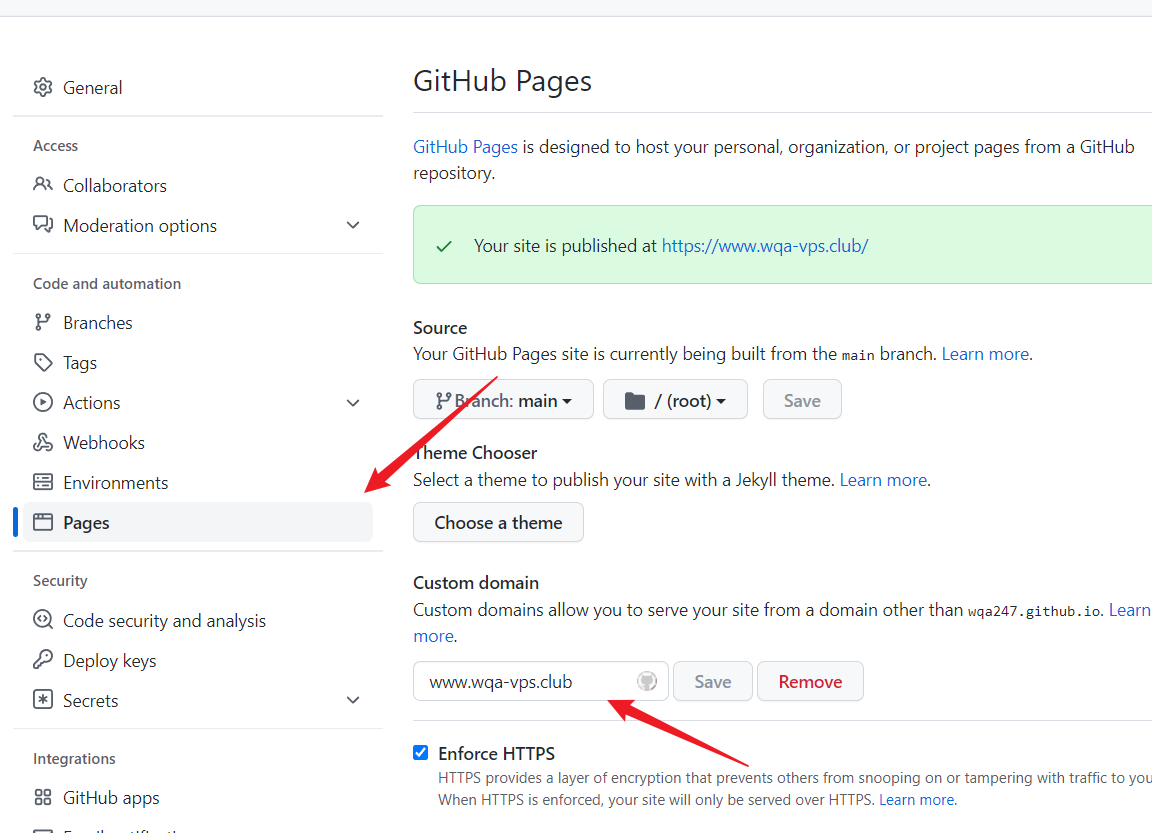 General
Access
Collaborators
Moderation options
Code and automation
Branches
Tags
Actions
Webhooks
Environments
Pages
Security
Code security and analysis
Deploy keys
Secrets
Integrations
GitHub apps
GitHub Pages
GitHub Pages is designed to host your personal, organization, or project pages from a GitHub
repository.
Your site is published at https://www.wqa-vps.club/
Source
Your GitHub Pages site is currently being built from the main branch. Learn more.
Branch: main
/ (root)
Save
Theme Chooser
Select a theme to publish your site with a Jekyll theme. Learn more.
Choose a theme
Custom domain
Custom domains allow you to serve your site from a domain other than wqa247.github.io. Learn
more.
www.wqa-vps.club
Save
Remove
Enforce HTTPS
HTTPS provides a layer of encryption that prevents others from snooping on or tampering with traffic to you
When HTTPS is enforced, your site will only be served over HTTPS. Learn more.